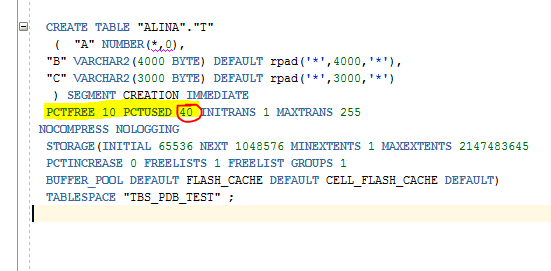 CREATE TABLE "ALINA"."T"
( "A" NUMBER(*,0),
"B" VARCHAR2(4000 BYTE) DEFAULT rpad('*',4000,'*'),
"C" VARCHAR2(3000 BYTE) DEFAULT rpad('*',3000,'*')
) SEGMENT CREATION IMMEDIATE
PCTFREE 10 PCTUSED 40 INITRANS 1 MAXTRANS 255
NOCOMPRESS NOLOGGING
STORAGE(INITIAL 65536 NEXT 1048576 MINEXTENTS 1 MAXEXTENTS 2147483645
PCTINCREASE 0 FREELISTS 1 FREELIST GROUPS 1
BUFFER_POOL DEFAULT FLASH_CACHE DEFAULT CELL_FLASH_CACHE DEFAULT)
TABLESPACE "TBS_PDB_TEST" ;